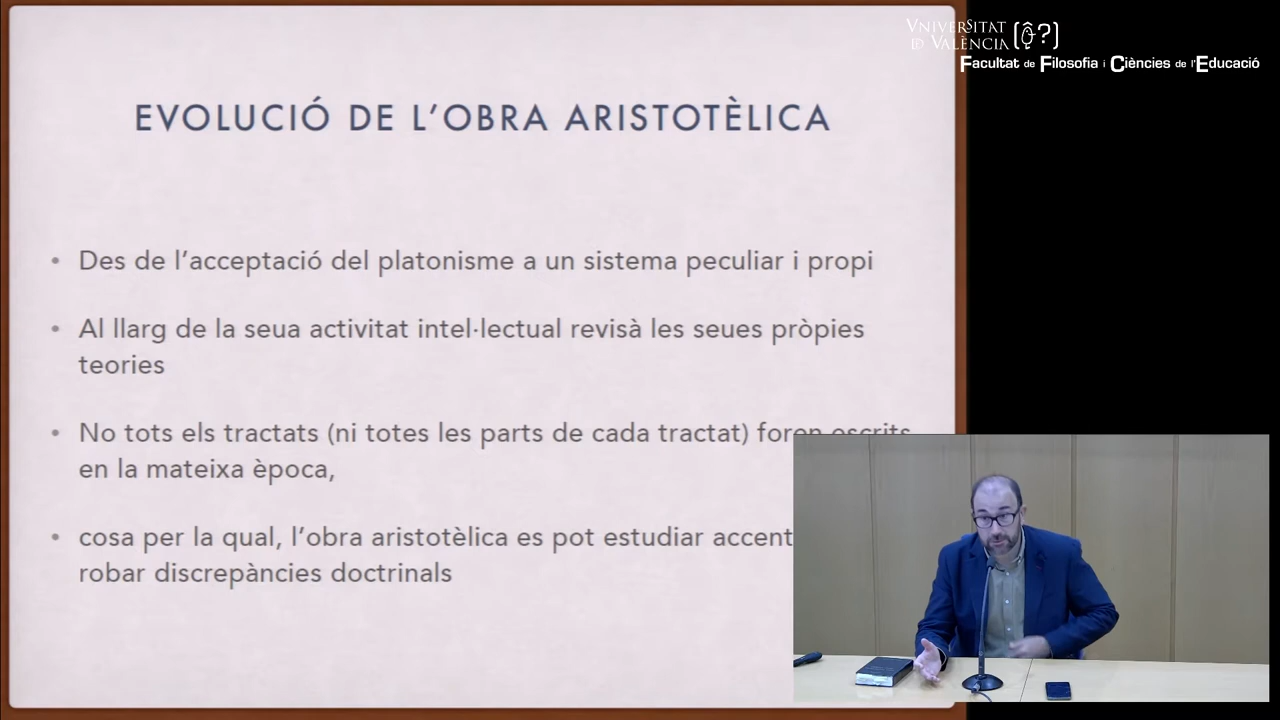 VNIVERSITAT
D VALÈNCIA
Facultat de Filosofia i Ciències de l'Educació
EVOLUCIÓ DE L'OBRA ARISTOTÈLICA
• Des de l'acceptació del platonisme a un sistema peculiar i propi
• Al llarg de la seua activitat intel·lectual revisà les seues pròpies
teories
• No tots els tractats (ni totes les parts de cada tractat) foren escrits
en la mateixa època,
• cosa per la qual, l'obra aristotèlica es pot estudiar accent
robar discrepàncies doctrinals